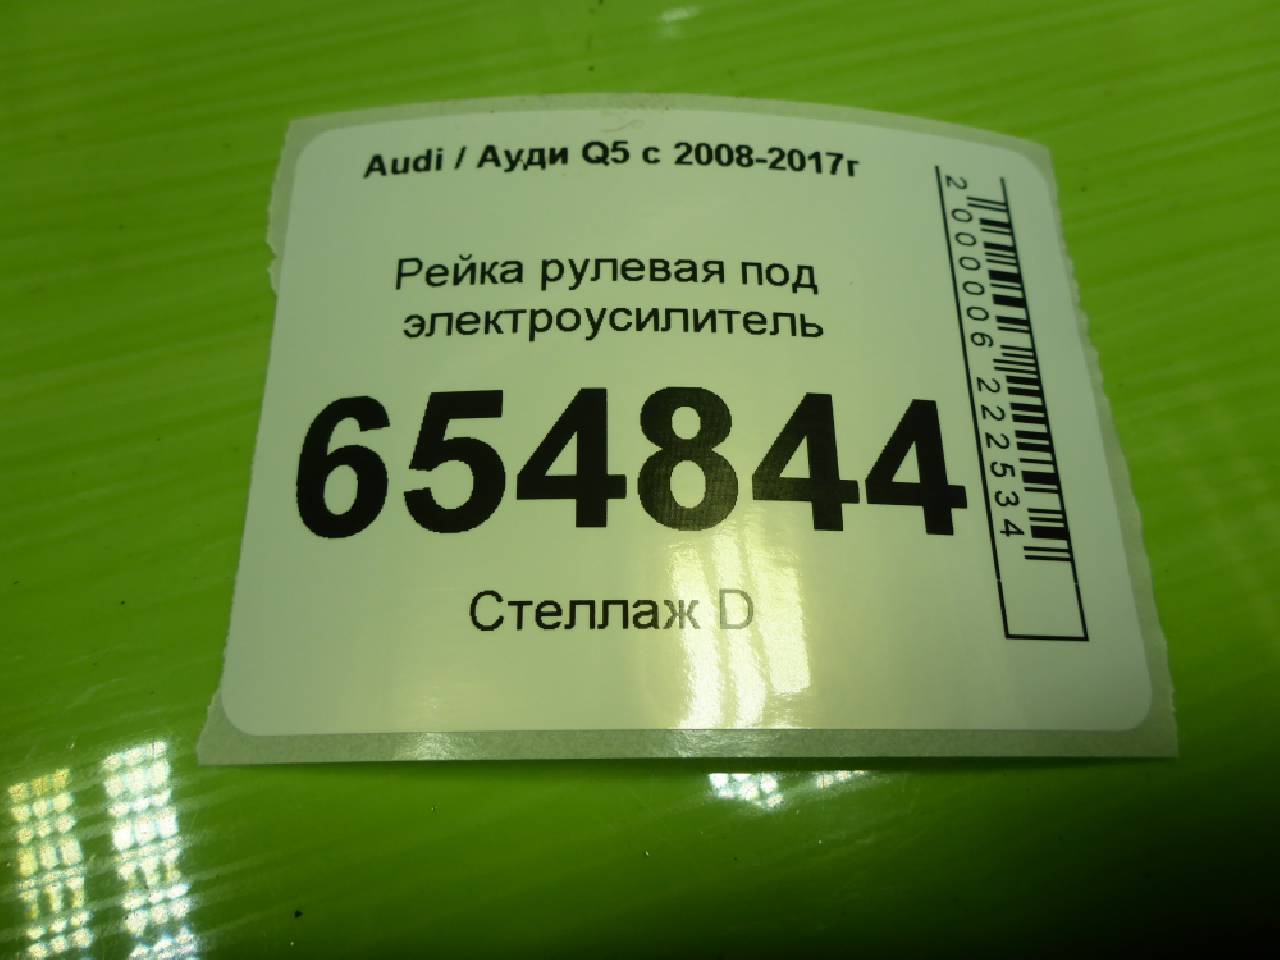 Audi / Ауди Q5 с 2008-2017г
Рейка рулевая под
электроусилитель
654844
Стеллаж D
2000006222534